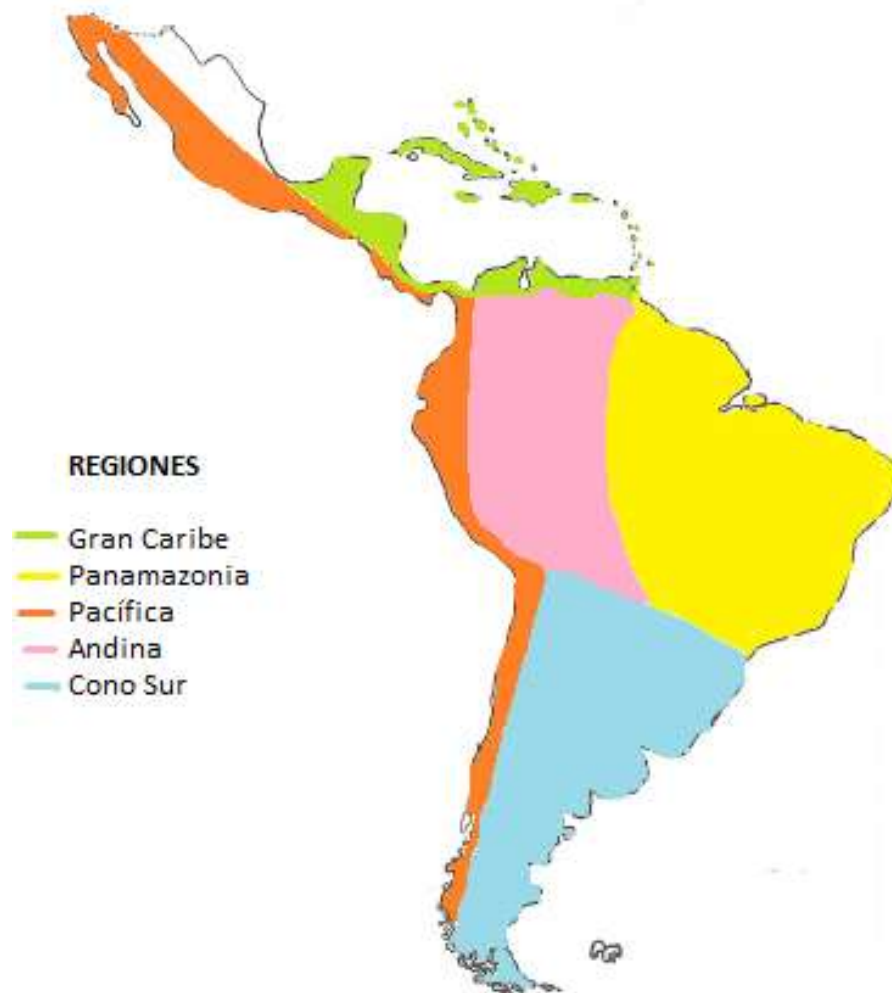 REGIONES
Gran Caribe
Panamazonia
Pacífica
Andina
Cono Sur